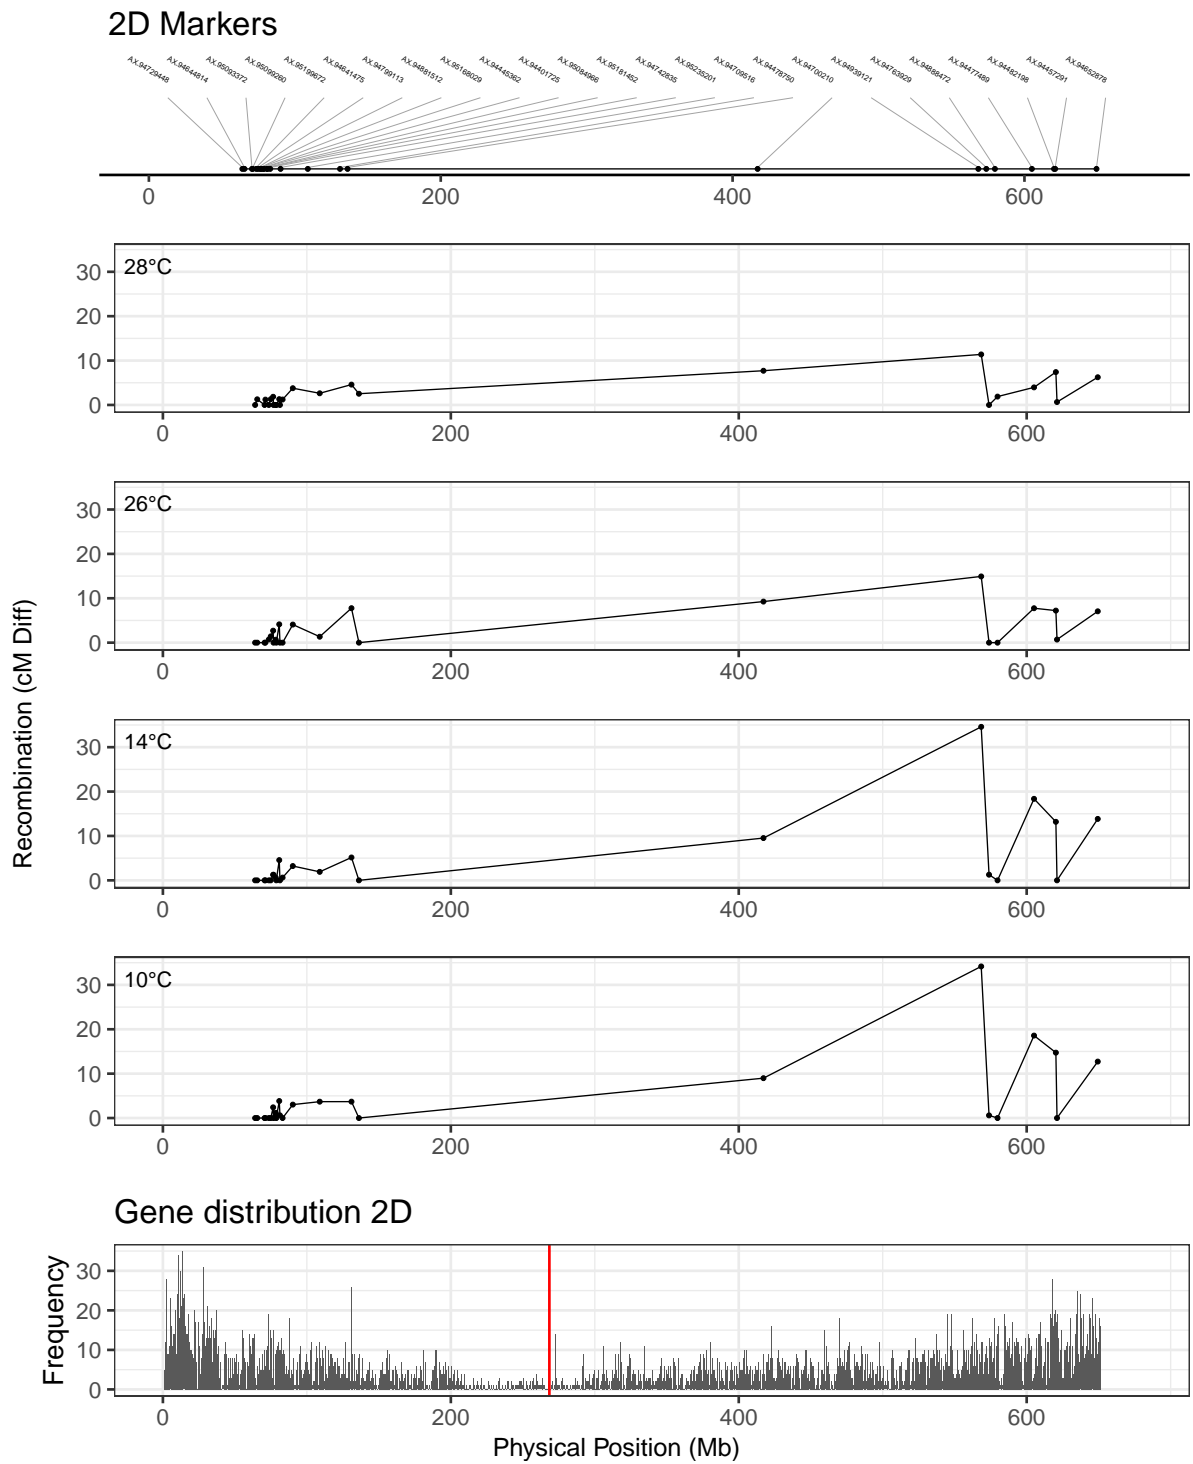 2D Markers
AX.94729448
AX.94644814
AX.95093372
AX.95099260
AX.95199672
AX.94641475
AX.94799113
AX.94881512
AX.95168029
AX.94445362
AX.94401725
AX.95084966
AX.95181452
AX.94742835
AX.95235201
AX.94709516
AX.94478750
AX.94700210
AX.94939121
AX.94763929
AX.94888472
AX.94477489
AX.94482198
AX.94457291
AX.94652878
0 200 400 600
28°C
30
20
10
0
0 200 400 600
26°C
30
20
10
0
0 200 400 600
Recombination (cM Diff)
14°C
30
20
10
0
0 200 400 600
10°C
30
20
10
0
0 200 400 600
Gene distribution 2D
Frequency
30
20
10
0
0 200 400 600
Physical Position (Mb)